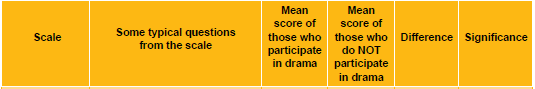 Scale
Some typical questions
from the scale
Mean
score of
those who
participate
in drama
Mean
score of
those who
do NOT
participate
in drama
Difference
Significance